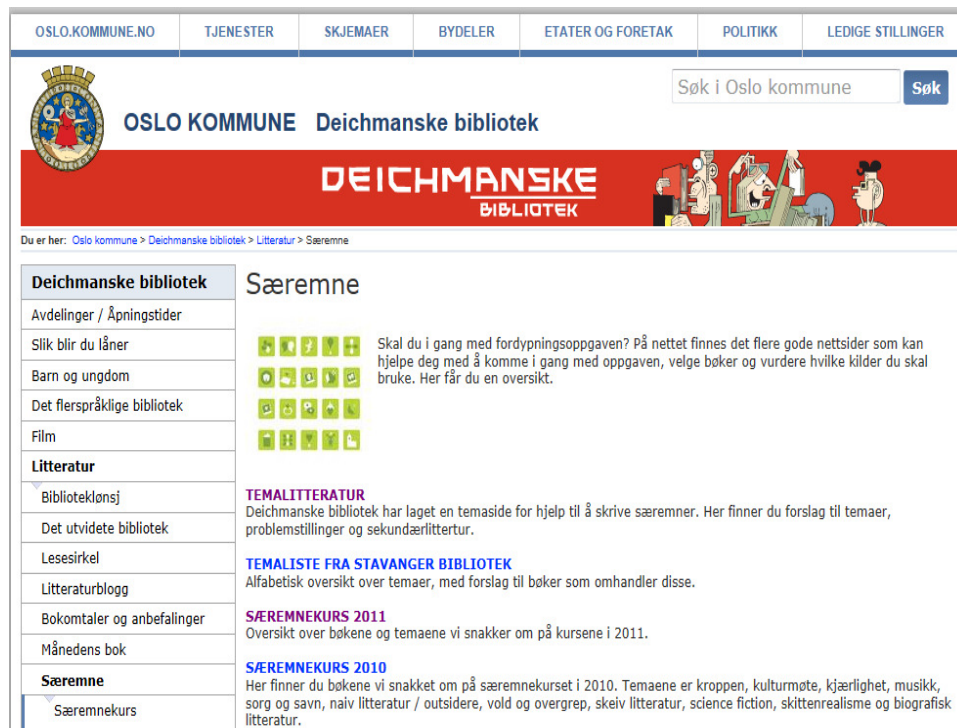 OSLO.KOMMUNE.NO TJENESTER SKJEMAER BYDELER ETATER OG FORETAK POLITIKK LEDIGE STILLINGER
Søk i Oslo kommune Søk
OSLO KOMMUNE Deichmanske bibliotek
DEICHMANSKE
BIBLIOTEK
Du er her: Oslo kommune > Deichmanske bibliotek > Litteratur > Særemne
Deichmanske bibliotek
Avdelinger / Åpningstider
Slik blir du låner
Barn og ungdom
Det flerspråklige bibliotek
Film
Litteratur
Biblioteklønsj
Det utvidete bibliotek
Lesesirkel
Litteraturblogg
Bokomtaler og anbefalinger
Månedens bok
Særemne
Særemnekurs
Særemne
Skal du i gang med fordypningsoppgaven? På nettet finnes det flere gode nettsider som kan
hjelpe deg med å komme i gang med oppgaven, velge bøker og vurdere hvilke kilder du skal
bruke. Her får du en oversikt.
TEMALITTERATUR
Deichmanske bibliotek har laget en temaside for hjelp til å skrive særemner. Her finner du forslag til temaer,
problemstillinger og sekundærlittertur.
TEMALISTE FRA STAVANGER BIBLIOTEK
Alfabetisk oversikt over temaer, med forslag til bøker som omhandler disse.
SÆREMNEKURS 2011
Oversikt over bøkene og temaene vi snakker om på kursene i 2011.
SÆREMNEKURS 2010
Her finner du bøkene vi snakket om på særemnekurset i 2010. Temaene er kroppen, kulturmøte, kjærlighet, musikk,
sorg og savn, naiv litteratur / outsidere, vold og overgrep, skeiv litteratur, science fiction, skittenrealisme og biografisk
litteratur.